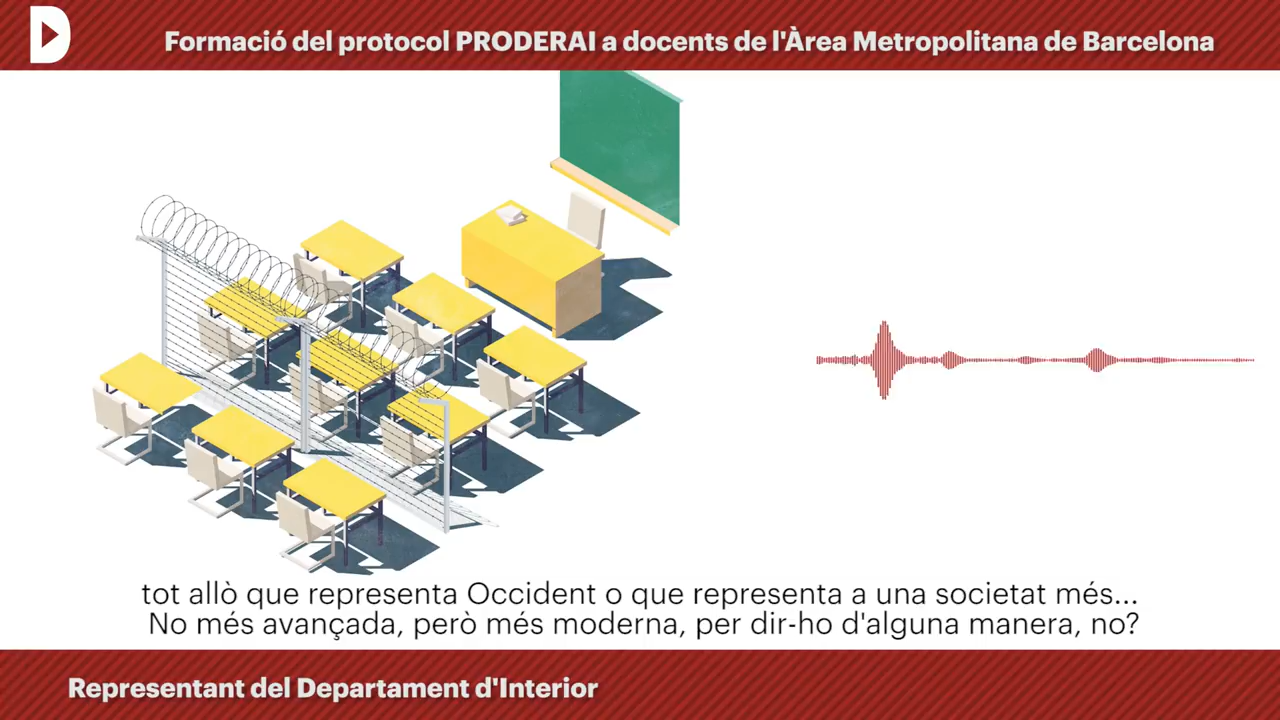 D
Formació del protocol PRODERAI a docents de l'Àrea Metropolitana de Barcelona
tot allò que representa Occident o que representa a una societat més...
No més avançada, però més moderna, per dir-ho d'alguna manera, no?
Representant del Departament d'Interior